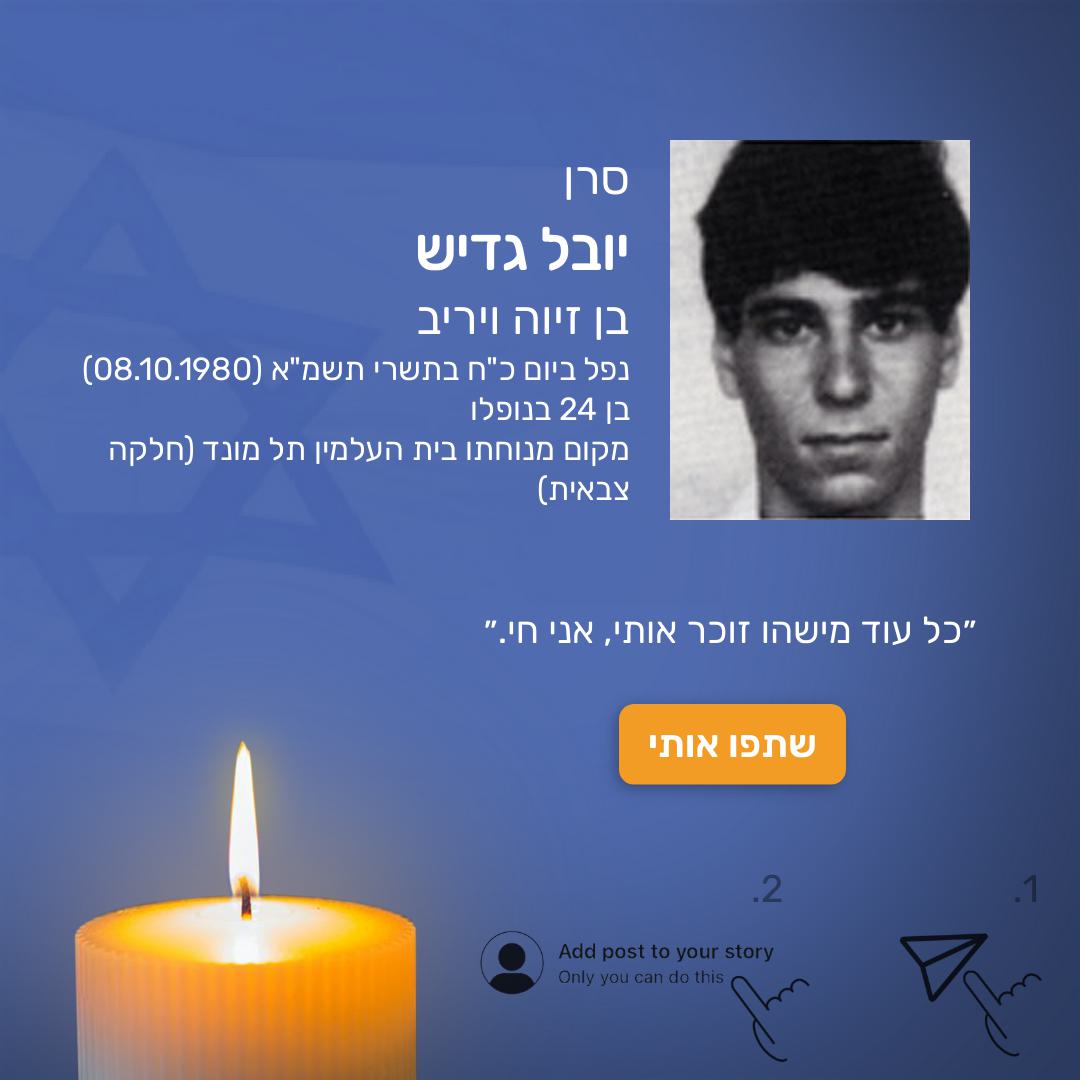 סרן
יובל גדיש
בן זיוה ויריב
נפל ביום כ"ח בתשרי תשמ"א (08.10.1980)
בן 24 בנופלו
מקום מנוחתו בית העלמין תל מונד (חלקה
צבאית)
״כל עוד מישהו זוכר אותי, אני חי.״
שתפו אותי
1.
2.
Add post to your story
Only you can do this